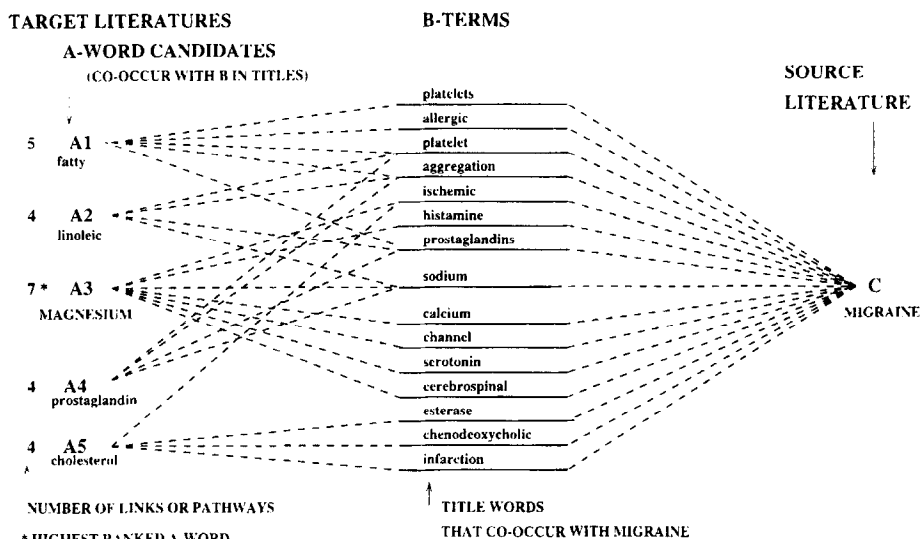 TARGET LITERATURES
B-TERMS
A-WORD CANDIDATES
(CO-OCCUR WITH B IN TITLES)
SOURCE
LITERATURE
platelets
allergic
5 A1
fatty
platelet
aggregation
ischemic
4 A2
linoleic
histamine
prostaglandins
7* A3
MAGNESIUM
sodium
C
MIGRAINE
calcium
channel
serotonin
4 A4
prostaglandin
cerebrospinal
esterase
4 A5
cholesterol
chenodeoxycholic
infarction
NUMBER OF LINKS OR PATHWAYS
* HIGHEST RANKED A-WORD
TITLE WORDS
THAT CO-OCCUR WITH MIGRAINE